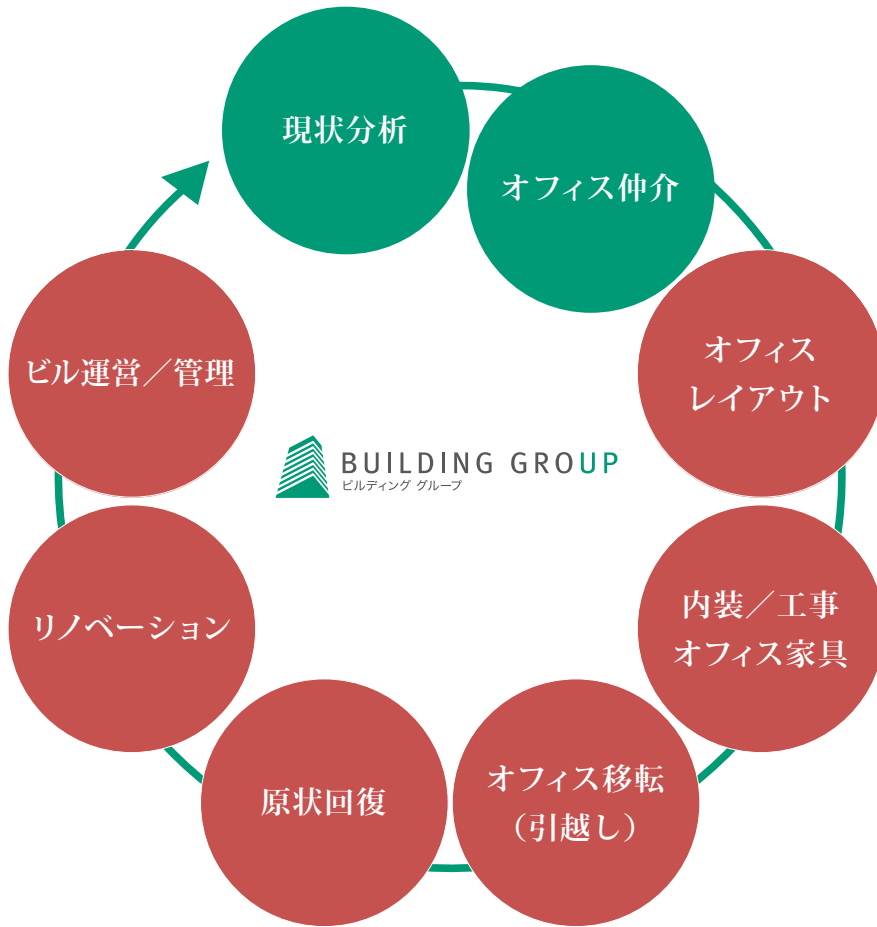 現状分析
オフィス仲介
オフィス
レイアウト
内装／工事
オフィス家具
オフィス移転
（引越し）
原状回復
リノベーション
ビル運営／管理
BUILDING GROUP
ビルディング グループ